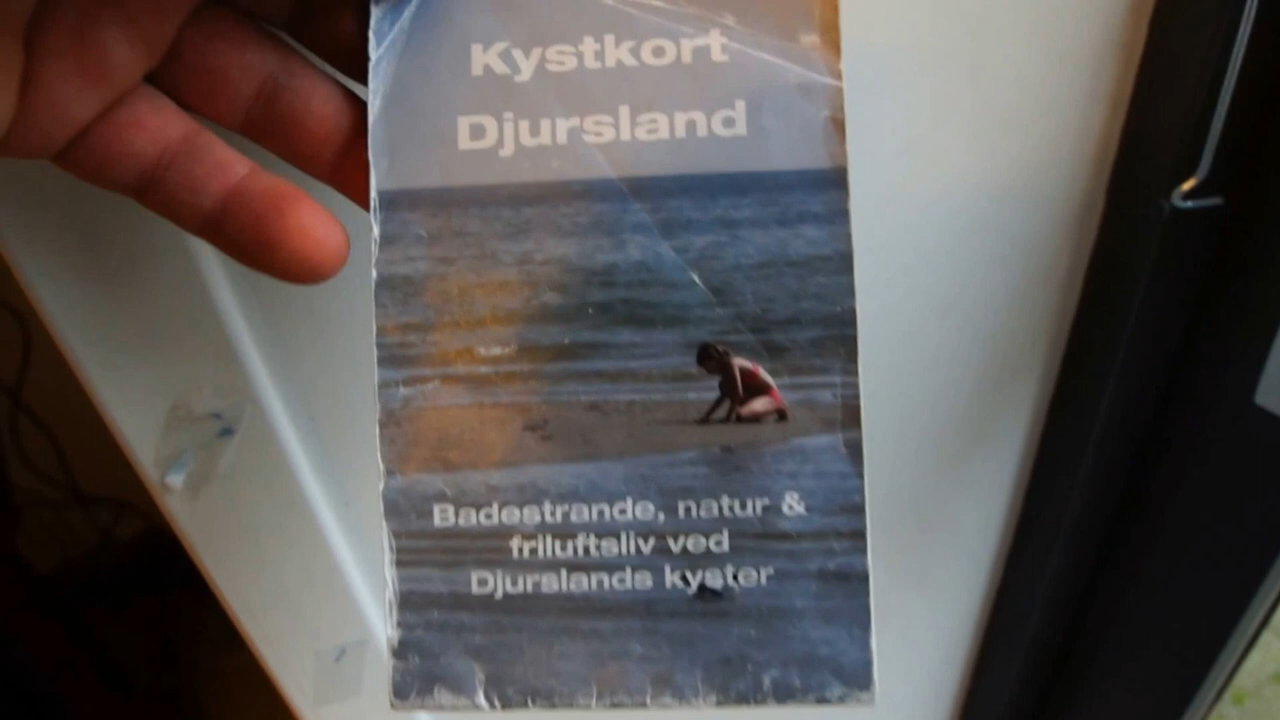 Kystkort
Djursland
Badestrande, natur &
friluftsliv ved
Djurslands kyster